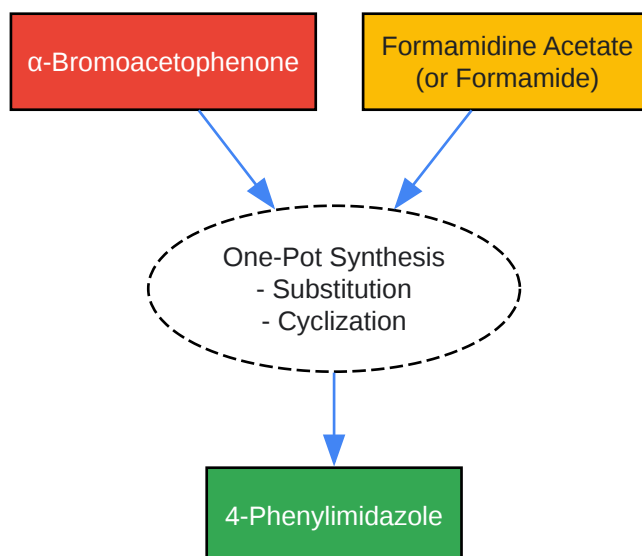 α-Bromoacetophenone
Formamidine Acetate
(or Formamide)
One-Pot Synthesis
- Substitution
- Cyclization
4-Phenylimidazole